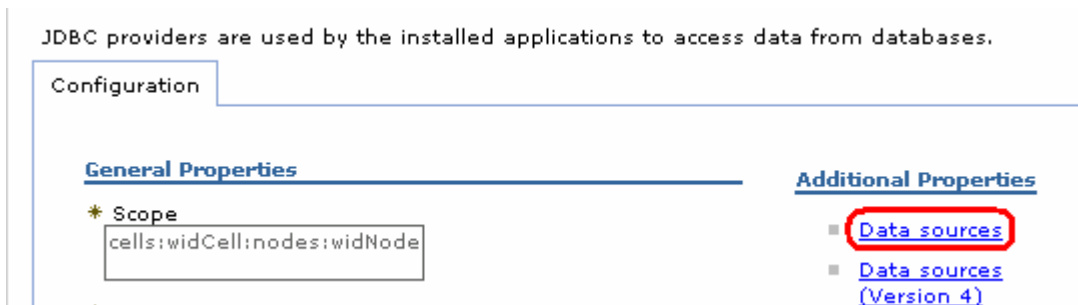 JDBC providers are used by the installed applications to access data from databases.
Configuration
General Properties
* Scope
cells:widCell:nodes:widNode
Additional Properties
Data sources
Data sources
(Version 4)